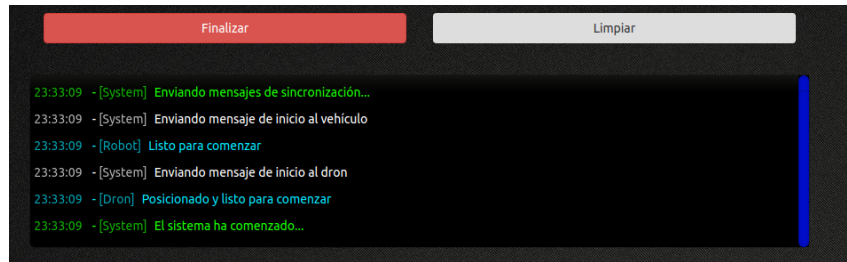 Finalizar
Limpiar
23:33:09 - [System] Enviando mensajes de sincronización...
23:33:09 - [System] Enviando mensaje de inicio al vehículo
23:33:09 - [Robot] Listo para comenzar
23:33:09 - [System] Enviando mensaje de inicio al dron
23:33:09 - [Dron] Posicionado y listo para comenzar
23:33:09 - [System] El sistema ha comenzado...